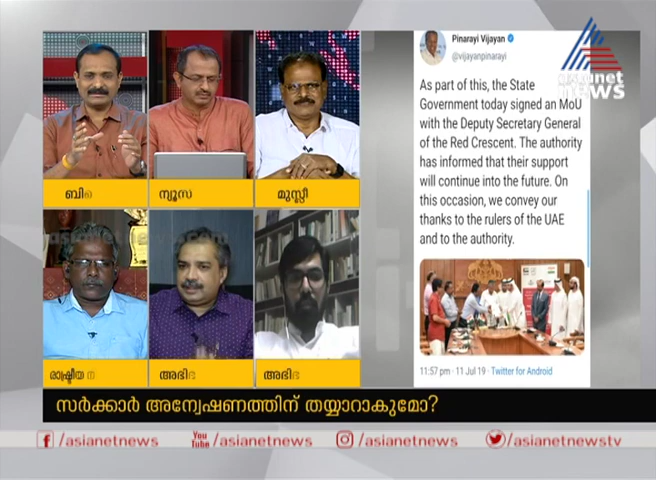 Pinarayi Vijayan
@vijayanpinarayi
asianet
NEWS
As part of this, the State
Government today signed an MoU
with the Deputy Secretary General
of the Red Crescent. The authority
has informed that their support
will continue into the future. On
this occasion, we convey our
thanks to the rulers of the UAE
and to the authority.
11:57 pm · 11 Jul 19 · Twitter for Android
ന്യൂസ
മുസ്ലീ
രാഷ്ട്രീയ ന
അഭിഭ
അഭിഭ
സർക്കാർ അന്വേഷണത്തിന് തയ്യാറാകുമോ?
/asianetnews
You Tube /asianetnews
/asianetnews
/asianetnewstv